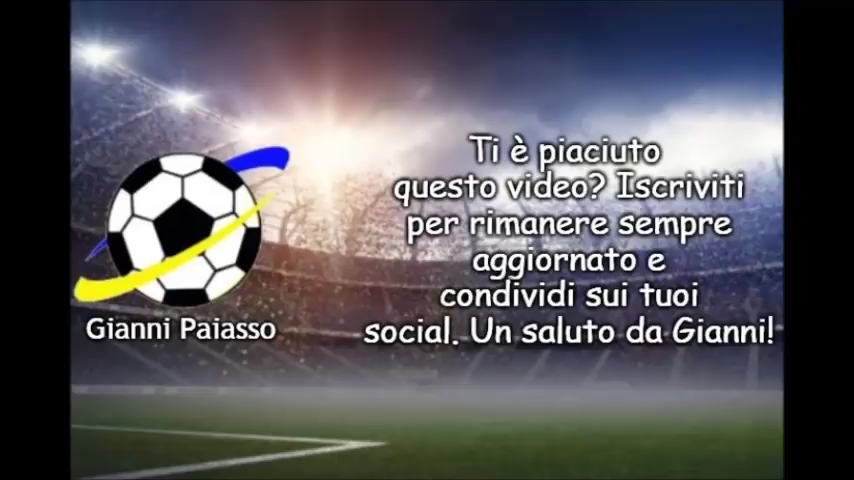 Ti è piaciuto
questo video? Iscriviti
per rimanere sempre
aggiornato e
condividi sui tuoi
social. Un saluto da Gianni!
Gianni Paiasso